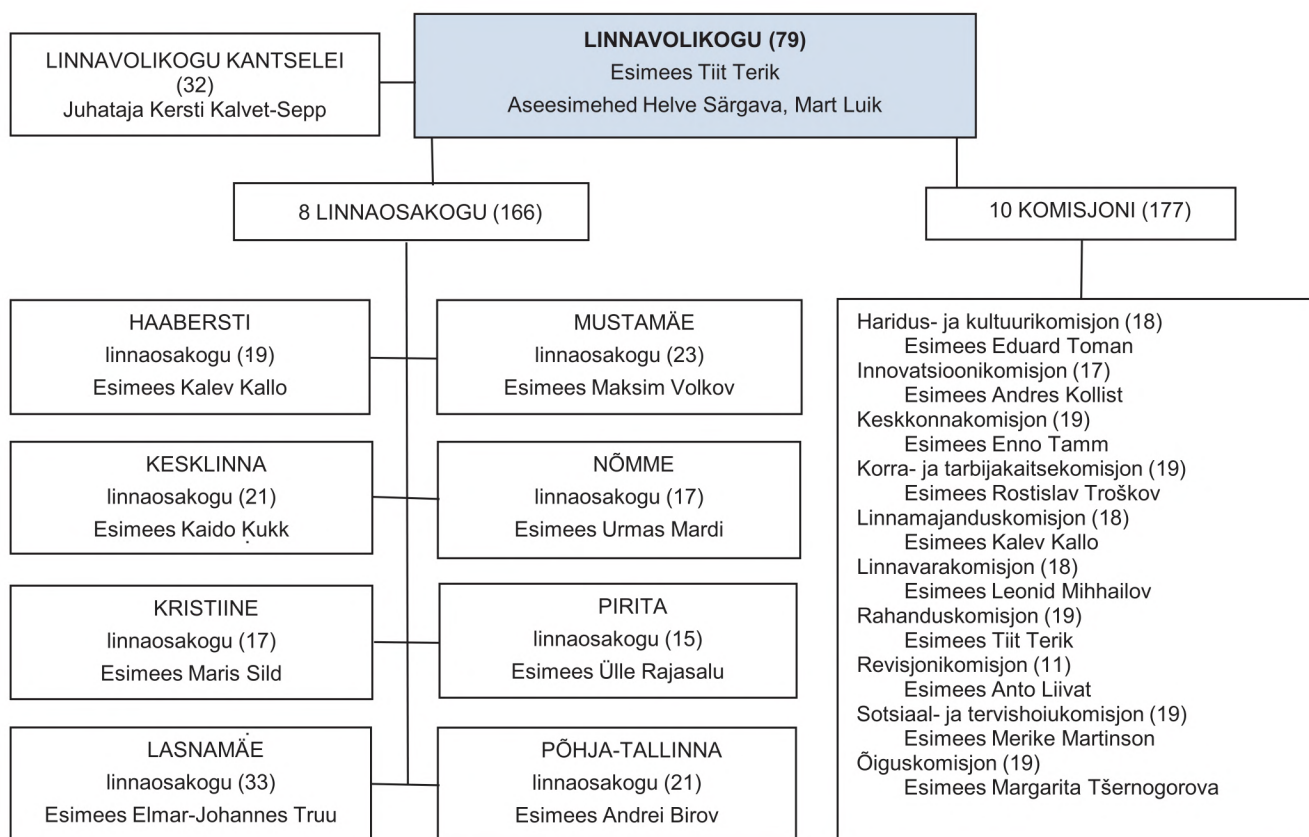 LINNAVOLIKOGU KANTSELEI
(32)
Juhataja Kersti Kalvet-Sepp
LINNAVOLIKOGU (79)
Esimees Tiit Terik
Aseesimehed Helve Särgava, Mart Luik
8 LINNAOSAKOGU (166)
10 KOMISJONI (177)
HAABERSTI
linnaosakogu (19)
Esimees Kalev Kallo
MUSTAMÄE
linnaosakogu (23)
Esimees Maksim Volkov
KESKLINNA
linnaosakogu (21)
Esimees Kaido Kukk
NÕMME
linnaosakogu (17)
Esimees Urmas Mardi
KRISTIINE
linnaosakogu (17)
Esimees Maris Sild
PIRITA
linnaosakogu (15)
Esimees Ülle Rajasalu
LASNAMÄE
linnaosakogu (33)
Esimees Elmar-Johannes Truu
PÕHJA-TALLINNA
linnaosakogu (21)
Esimees Andrei Birov
Haridus- ja kultuurikomisjon (18)
Esimees Eduard Toman
Innovatsioonikomisjon (17)
Esimees Andres Kollist
Keskkonnakomisjon (19)
Esimees Enno Tamm
Korra- ja tarbijakaitsekomisjon (19)
Esimees Rostislav Troškov
Linnamajanduskomisjon (18)
Esimees Kalev Kallo
Linnavarakomisjon (18)
Esimees Leonid Mihhailov
Rahanduskomisjon (19)
Esimees Tiit Terik
Revisjonikomisjon (11)
Esimees Anto Liivat
Sotsiaal- ja tervishoiukomisjon (19)
Esimees Merike Martinson
Õiguskomisjon (19)
Esimees Margarita Tšernogorova